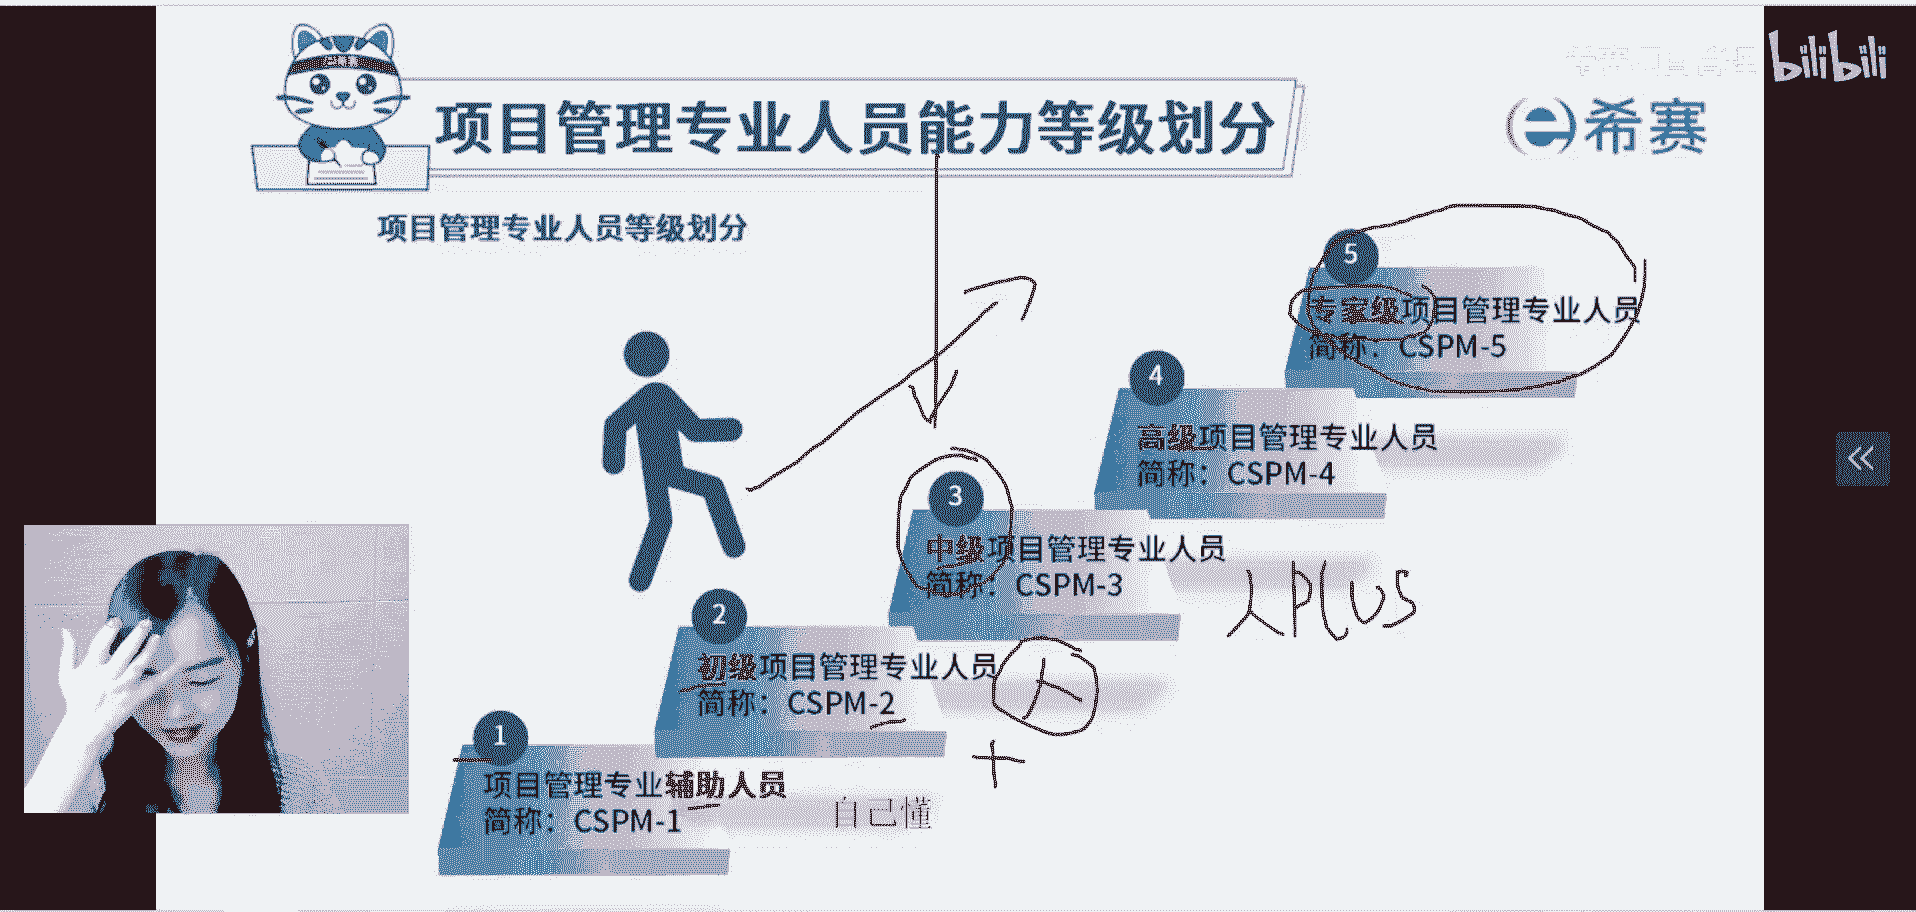 bilibili
项目管理专业人员能力等级划分
希赛
项目管理专业人员等级划分
5
专家级项目管理专业人员
简称：CSPM-5
4
高级项目管理专业人员
简称：CSPM-4
3
中级项目管理专业人员
简称：CSPM-3
人plus
2
初级项目管理专业人员
简称：CSPM-2
人
+
1
项目管理专业辅助人员
简称：CSPM-1
自己懂